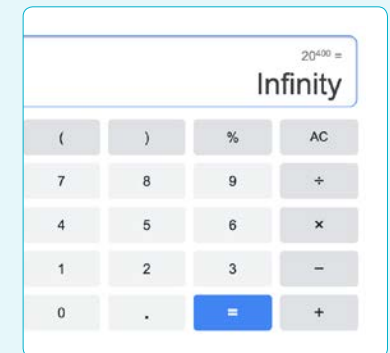 20⁴⁰⁰ =
Infinity
( ) % AC
7 8 9 ÷
4 5 6 ×
1 2 3 −
0 . = +